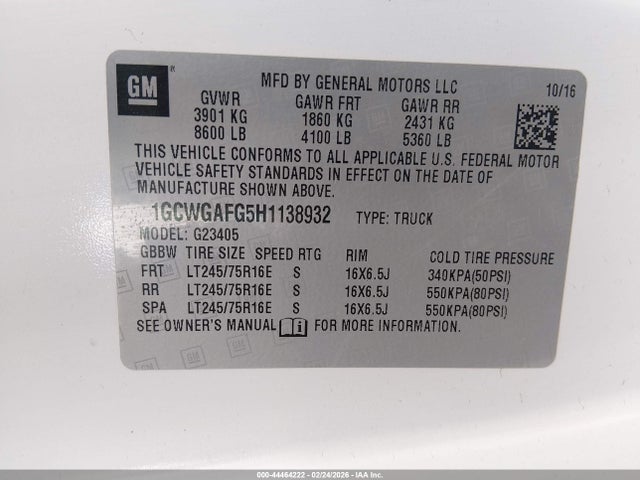 GM ®
MFD BY GENERAL MOTORS LLC 10/16
GVWR GAWR FRT GAWR RR
3901 KG 1860 KG 2431 KG
8600 LB 4100 LB 5360 LB
THIS VEHICLE CONFORMS TO ALL APPLICABLE U.S. FEDERAL MOTOR
VEHICLE SAFETY STANDARDS IN EFFECT ON THE DATE OF
MANUFACTURE SHOWN ABOVE.
1GCWGAFG5H1138932 TYPE: TRUCK
MODEL: G23405
GBBW TIRE SIZE SPEED RTG RIM COLD TIRE PRESSURE
FRT LT245/75R16E S 16X6.5J 340KPA(50PSI)
RR LT245/75R16E S 16X6.5J 550KPA(80PSI)
SPA LT245/75R16E S 16X6.5J 550KPA(80PSI)
SEE OWNER'S MANUAL FOR MORE INFORMATION.
000-44464222 - 02/24/2026 - COPART/IAA INC.